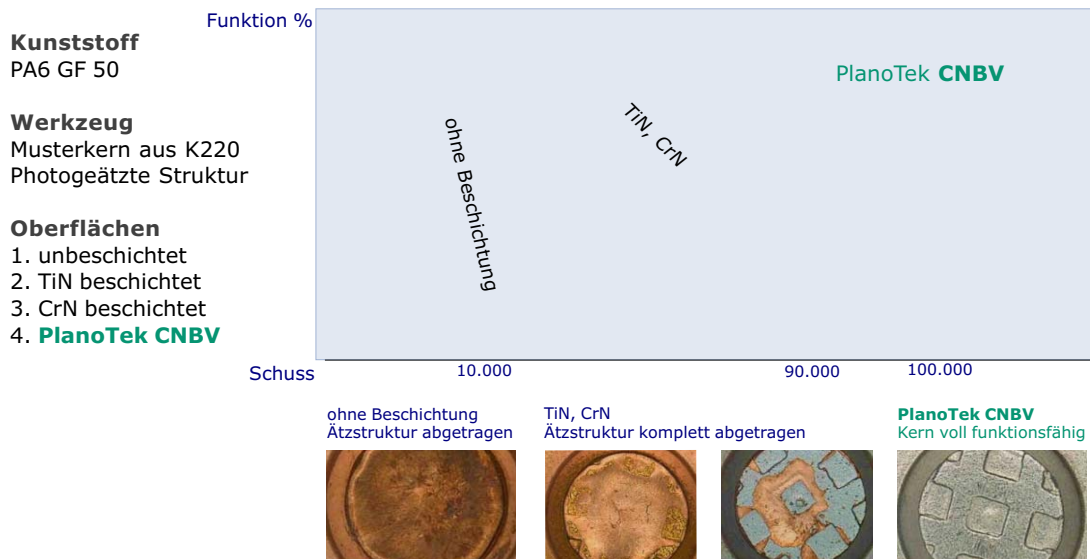 Funktion %
Kunststoff
PA6 GF 50
Werkzeug
Musterkern aus K220
Photogeätzte Struktur
Oberflächen
1. unbeschichtet
2. TiN beschichtet
3. CrN beschichtet
4. PlanoTek CNBV
ohne Beschichtung
TiN, CrN
PlanoTek CNBV
Schuss
10.000
90.000
100.000
ohne Beschichtung
Ätzstruktur abgetragen
TiN, CrN
Ätzstruktur komplett abgetragen
PlanoTek CNBV
Kern voll funktionsfähig